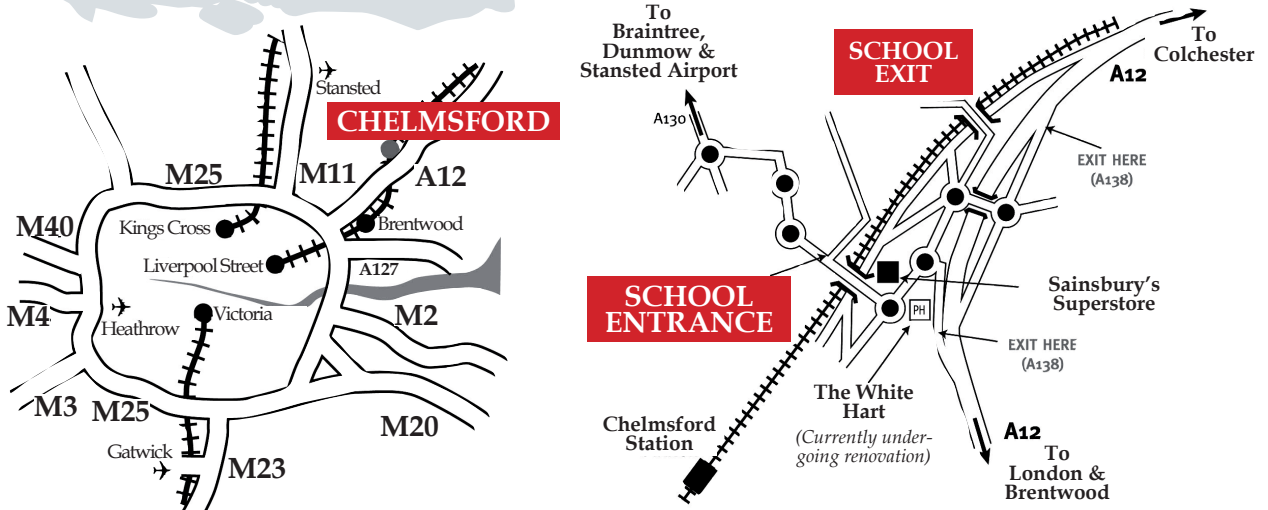 Stansted
CHELMSFORD
M25
M11
A12
M40
Kings Cross
Brentwood
Liverpool Street
A127
M4
Heathrow
Victoria
M2
M3
M25
M20
Gatwick
M23
To
Braintree,
Dunmow &
Stansted Airport
SCHOOL
EXIT
To
Colchester
A12
A130
EXIT HERE
(A138)
SCHOOL
ENTRANCE
Sainsbury’s
Superstore
PH
EXIT HERE
(A138)
The White
Hart
(Currently under-
going renovation)
Chelmsford
Station
A12
To
London &
Brentwood